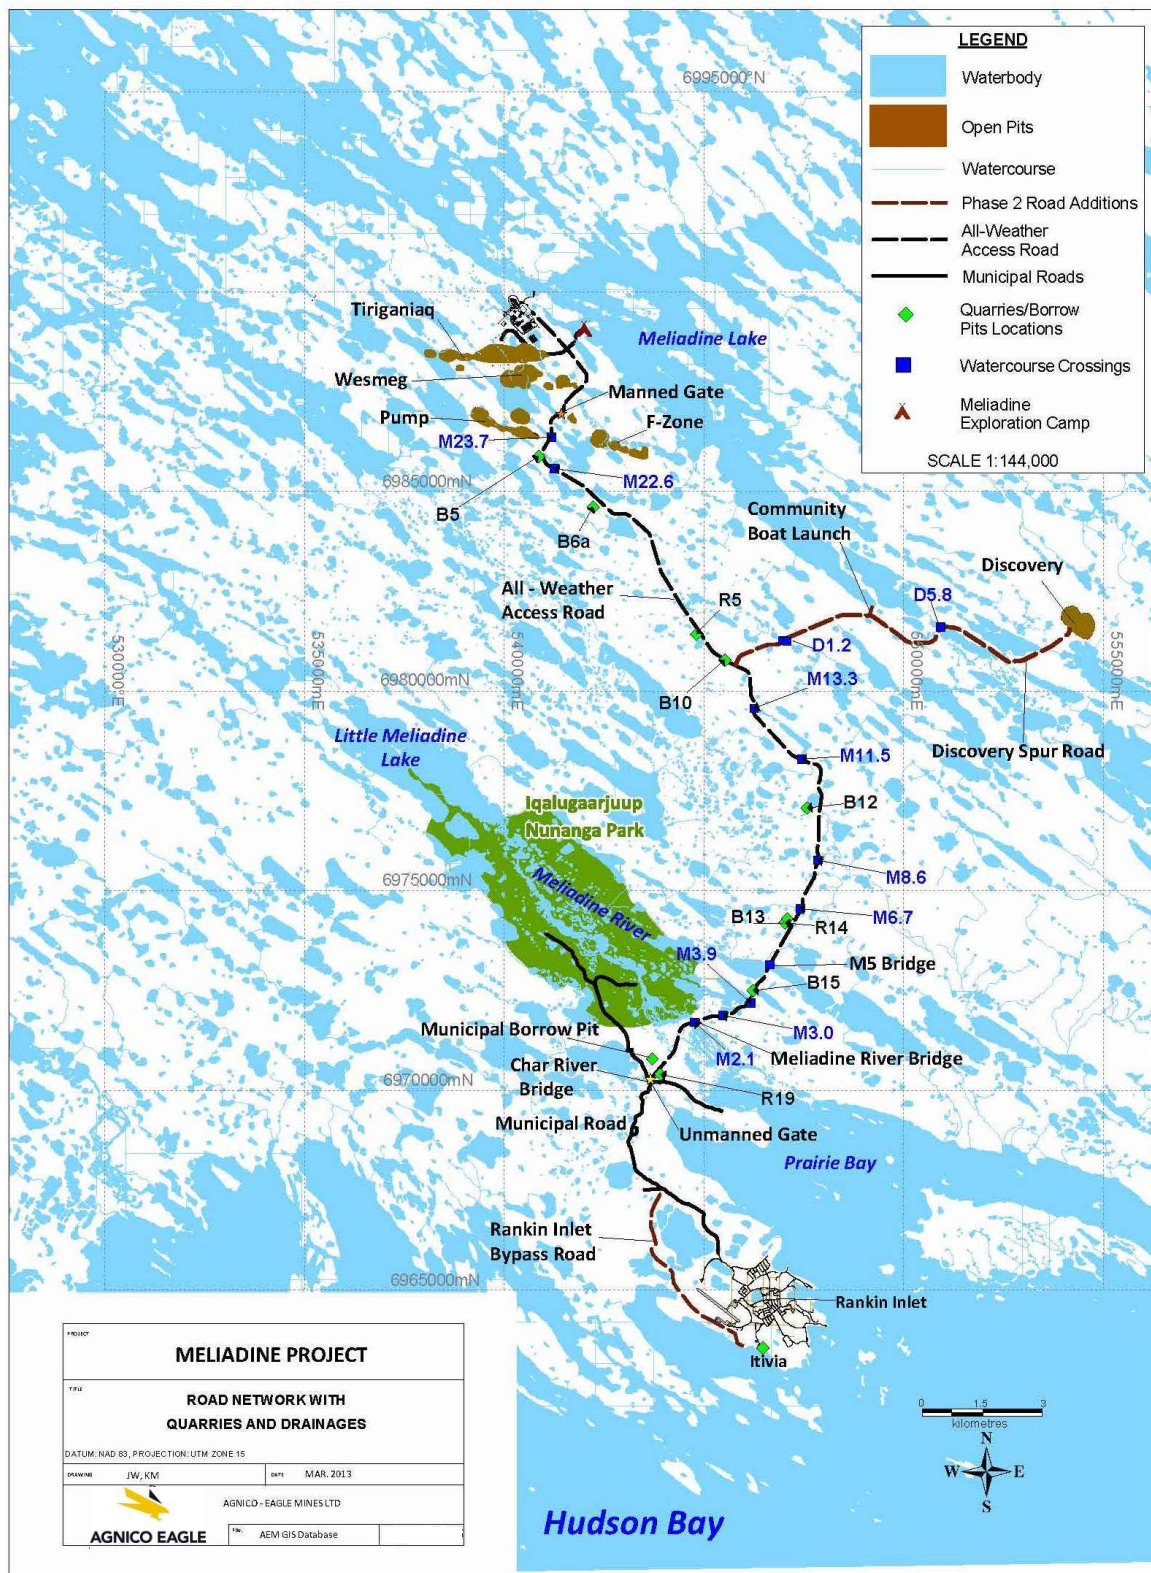 6995000°N
LEGEND
Waterbody
Open Pits
Watercourse
Phase 2 Road Additions
All-Weather
Access Road
Municipal Roads
Quarries/Borrow
Pits Locations
Watercourse Crossings
Meliadine
Exploration Camp
SCALE 1:144,000
Tiriganiaq
Meliadine Lake
Wesmeg
Manned Gate
Pump
F-Zone
M23.7
6985000mN
M22.6
B5
B6a
Community
Boat Launch
Discovery
D5.8
All - Weather
Access Road
R5
D1.2
530000°E
535000mE
540000mE
550000mE
555000mE
6980000mN
B10
M13.3
Little Meliadine
Lake
M11.5
Discovery Spur Road
Iqalugaarjuup
Nunanga Park
B12
6975000mN
M8.6
Meliadine River
M6.7
B13
R14
M3.9
M5 Bridge
B15
Municipal Borrow Pit
M3.0
M2.1
Meliadine River Bridge
Char River
Bridge
6970000mN
R19
Municipal Road
Unmanned Gate
Prairie Bay
Rankin Inlet
Bypass Road
6965000mN
Rankin Inlet
Itivia
PROJECT
MELIADINE PROJECT
TITLE
ROAD NETWORK WITH
QUARRIES AND DRAINAGES
DATUM: NAD 83, PROJECTION: UTM ZONE 15
DRAWING JW, KM
DATE MAR. 2013
AGNICO - EAGLE MINES LTD
AGNICO EAGLE
File: AEM GIS Database
0 1.5 3
kilometres
N
W E
S
Hudson Bay